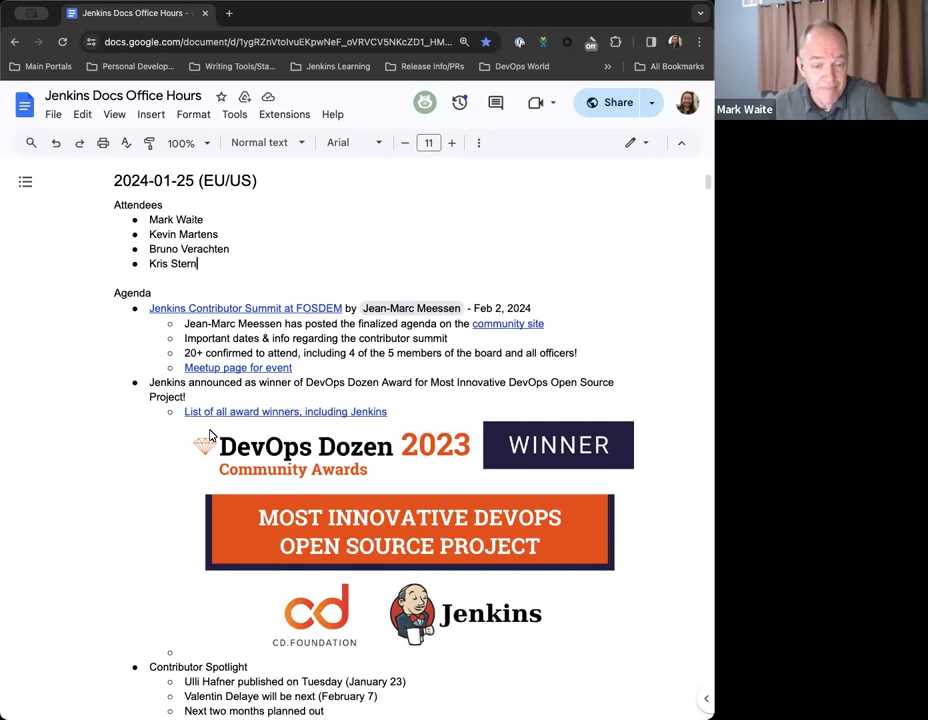 Jenkins Docs Office Hours -
docs.google.com/document/d/1ygRZnVtoIvuEKpwNeF_oVRVCV5NKcZD1_HM...
Off
Main Portals
Personal Develop...
Writing Tools/Sta...
Jenkins Learning
Release Info/PRs
DevOps World
All Bookmarks
Mark Waite
Jenkins Docs Office Hours
File Edit View Insert Format Tools Extensions Help
Share
100% Normal text Arial 11
2024-01-25 (EU/US)
Attendees
● Mark Waite
● Kevin Martens
● Bruno Verachten
● Kris Stern
Agenda
● Jenkins Contributor Summit at FOSDEM by Jean-Marc Meessen - Feb 2, 2024
○ Jean-Marc Meessen has posted the finalized agenda on the community site
○ Important dates & info regarding the contributor summit
○ 20+ confirmed to attend, including 4 of the 5 members of the board and all officers!
○ Meetup page for event
● Jenkins announced as winner of DevOps Dozen Award for Most Innovative DevOps Open Source
Project!
○ List of all award winners, including Jenkins
DevOps Dozen 2023
Community Awards
WINNER
MOST INNOVATIVE DEVOPS
OPEN SOURCE PROJECT
cd
CD.FOUNDATION
Jenkins
● Contributor Spotlight
○ Ulli Hafner published on Tuesday (January 23)
○ Valentin Delaye will be next (February 7)
○ Next two months planned out